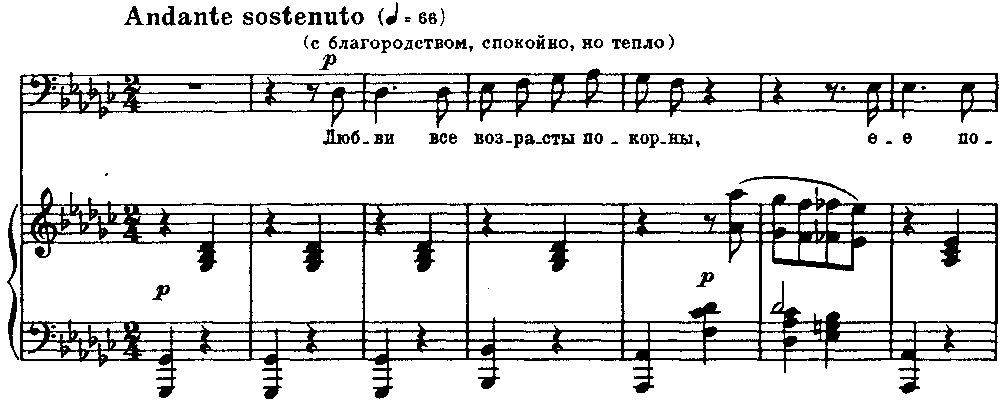 Andante sostenuto (♩ = 66)
(с благородством, спокойно, но тепло)
p
Люб-ви все воз-ра-сты по-кор-ны, е-е по-
p
p